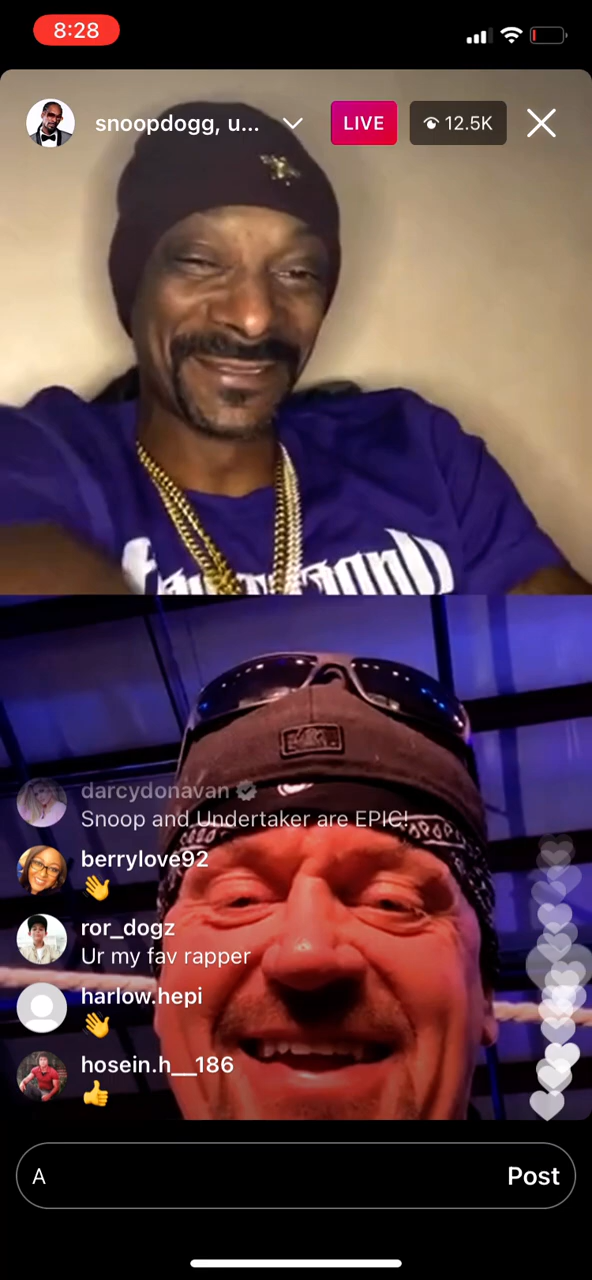 8:28
snoopdogg, u...
LIVE
12.5K
darcydonavan
Snoop and Undertaker are EPIC!
berrylove92
👋
ror_dogz
Ur my fav rapper
harlow.hepi
👋
hosein.h__186
👍
A
Post